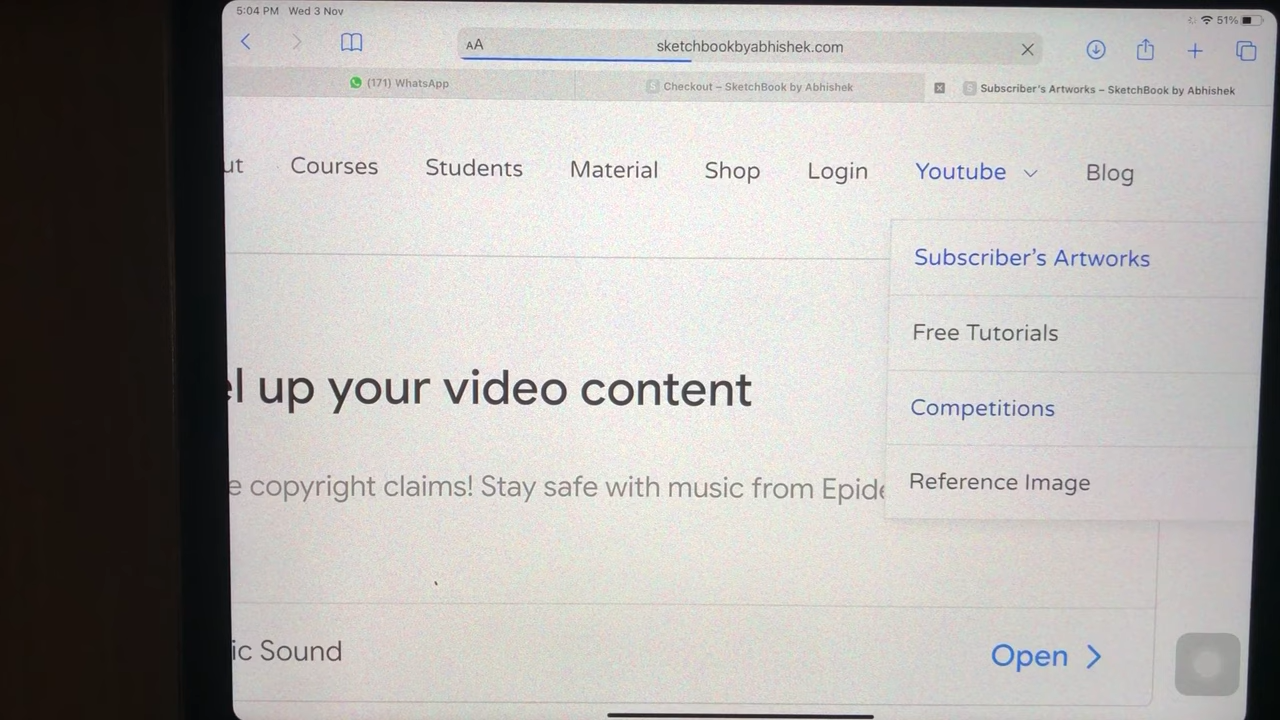 5:04 PM Wed 3 Nov
51%
AA sketchbookbyabhishek.com
(171) WhatsApp
S Checkout – SketchBook by Abhishek
S Subscriber's Artworks – SketchBook by Abhishek
ut Courses Students Material Shop Login Youtube Blog
Subscriber's Artworks
Free Tutorials
Competitions
Reference Image
el up your video content
e copyright claims! Stay safe with music from Epide
ic Sound
Open